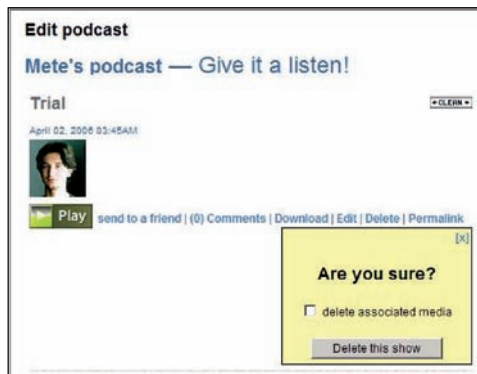 Edit podcast
Mete's podcast — Give it a listen!
Trial
CLEAN
April 02, 2006 03:45AM
Play send to a friend | (0) Comments | Download | Edit | Delete | Permalink
[x]
Are you sure?
delete associated media
Delete this show